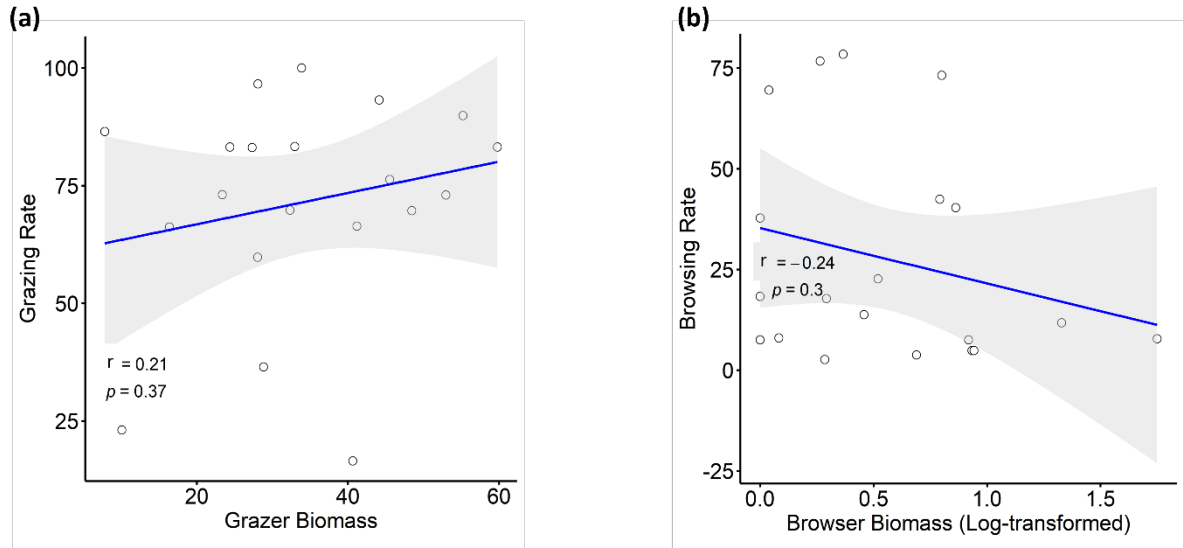 (a)
100
75
50
25
Grazing Rate
r = 0.21
p = 0.37
20
40
60
Grazer Biomass
(b)
75
50
25
0
-25
Browsing Rate
r = −0.24
p = 0.3
0.0
0.5
1.0
1.5
Browser Biomass (Log-transformed)